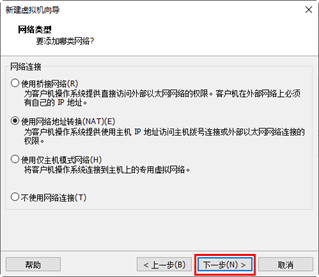 新建虚拟机向导
网络类型
要添加哪类网络?
网络连接
使用桥接网络(R)
为客户机操作系统提供直接访问外部以太网网络的权限。客户机在外部网络上必须
有自己的 IP 地址。
使用网络地址转换(NAT)(E)
为客户机操作系统提供使用主机 IP 地址访问主机拨号连接或外部以太网网络连接的
权限。
使用仅主机模式网络(H)
将客户机操作系统连接到主机上的专用虚拟网络。
不使用网络连接(T)
帮助
< 上一步(B)
下一步(N) >
取消